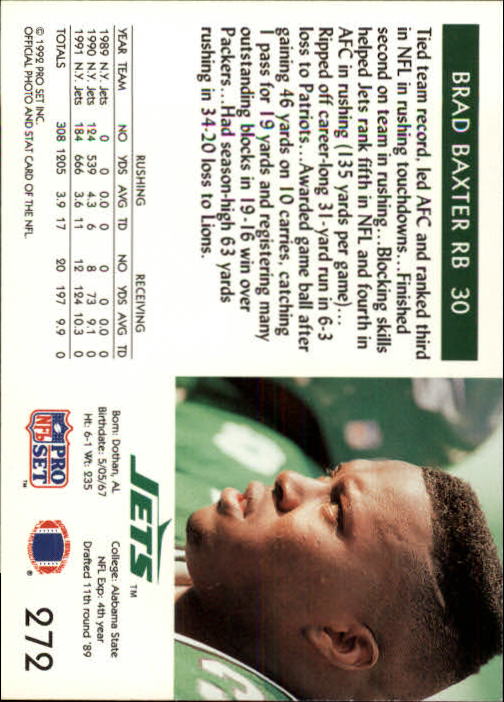 BRAD BAXTER RB 30
Tied team record, led AFC and ranked third
in NFL in rushing touchdowns...Finished
second on team in rushing...Blocking skills
helped Jets rank fifth in NFL and fourth in
AFC in rushing (135 yards per game)...
Ripped off career-long 31-yard run in 6-3
loss to Patriots...Awarded game ball after
gaining 46 yards on 10 carries, catching
1 pass for 19 yards and registering many
outstanding blocks in 19-16 win over
Packers...Had season-high 63 yards
rushing in 34-20 loss to Lions.
RUSHING RECEIVING
YEAR TEAM NO YDS AVG TD NO YDS AVG TD
1989 N.Y. Jets 0 0 0.0 0 0 0 0.0 0
1990 N.Y. Jets 124 539 4.3 6 8 73 9.1 0
1991 N.Y. Jets 184 666 3.6 11 12 124 10.3 0
TOTALS 308 1205 3.9 17 20 197 9.9 0
© 1992 PRO SET INC.
OFFICIAL PHOTO AND STAT CARD OF THE NFL.
JETS™
Born: Dothan, AL
Birthdate: 5/05/67
Ht: 6-1 Wt: 235
College: Alabama State
NFL Exp: 4th year
Drafted 11th round '89
PRO
NFL
SET
™
®
272